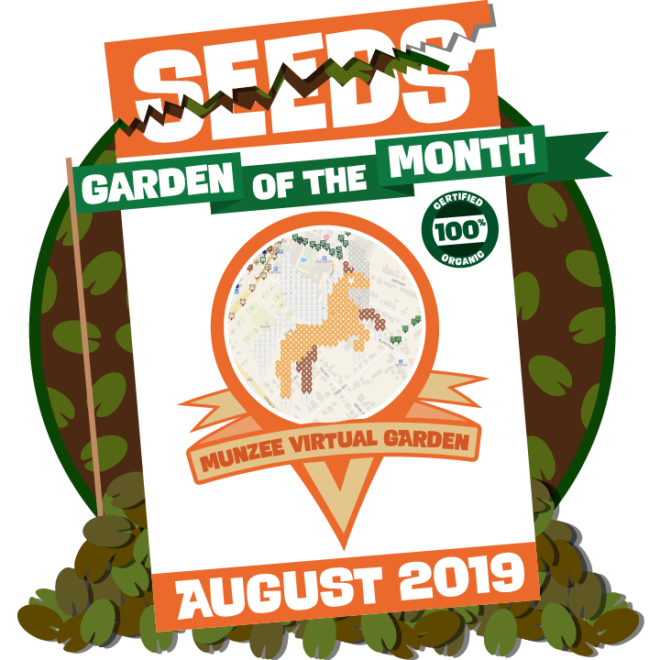 SEEDS
GARDEN OF THE MONTH
CERTIFIED
100%
ORGANIC
MUNZEE VIRTUAL GARDEN
AUGUST 2019